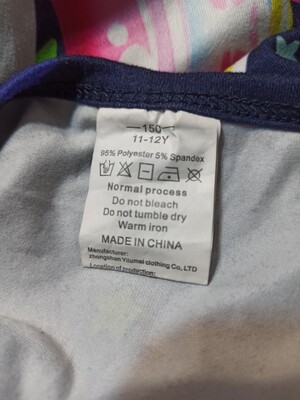 —150—
11-12Y
95% Polyester 5% Spandex
Normal process
Do not bleach
Do not tumble dry
Warm iron
MADE IN CHINA
Manufacturer:
zhongshan Yitumei clothing Co, LTD
Location of production: